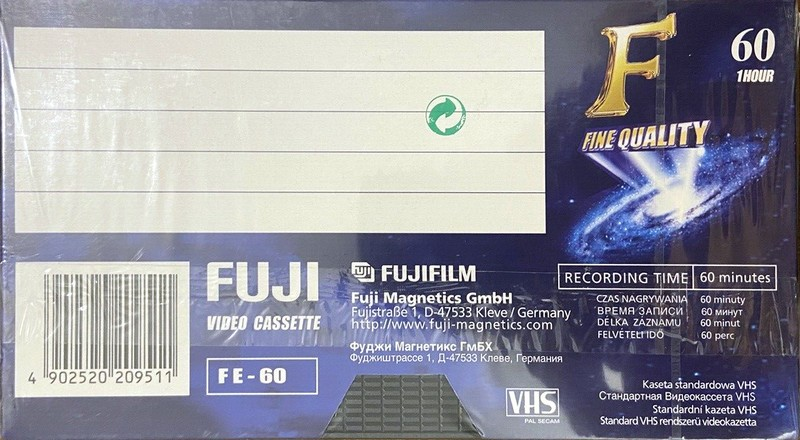 F
60
1HOUR
FINE QUALITY
FUJI
VIDEO CASSETTE
FE-60
4 902520 209511
FUJI FUJIFILM
Fuji Magnetics GmbH
Fujistraße 1, D-47533 Kleve / Germany
http://www.fuji-magnetics.com
Фуджи Магнетикс ГмБХ
Фуджиштрассе 1, Д-47533 Клеве, Германия
RECORDING TIME 60 minutes
CZAS NAGRYWANIA 60 minuty
ВРЕМЯ ЗАПИСИ 60 минут
DELKA ZÁZNAMU 60 minut
FELVÉTELI IDŐ 60 perc
VHS
PAL SECAM
Kaseta standardowa VHS
Стандартная Видеокассета VHS
Standardní kazeta VHS
Standard VHS rendszerű videokazetta